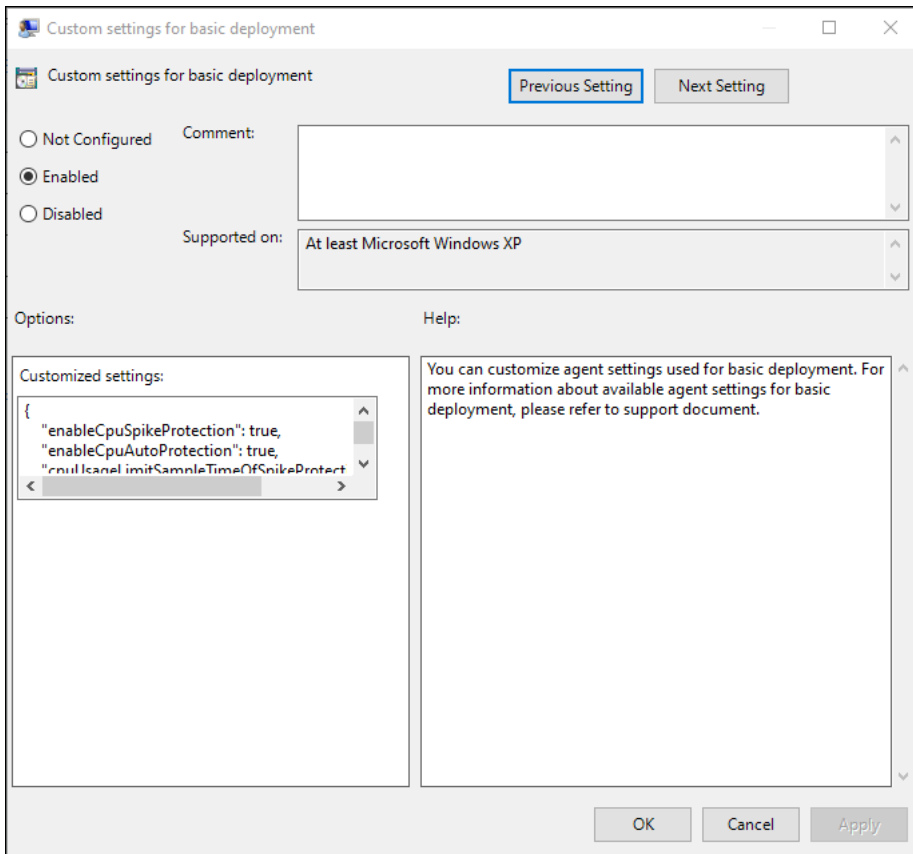 Custom settings for basic deployment
Custom settings for basic deployment
Previous Setting
Next Setting
Not Configured
Comment:
Enabled
Disabled
Supported on:
At least Microsoft Windows XP
Options:
Help:
Customized settings:
{
"enableCpuSpikeProtection": true,
"enableCpuAutoProtection": true,
"cpuUsageLimitSampleTimeOfSpikeProtect
You can customize agent settings used for basic deployment. For
more information about available agent settings for basic
deployment, please refer to support document.
OK
Cancel
Apply